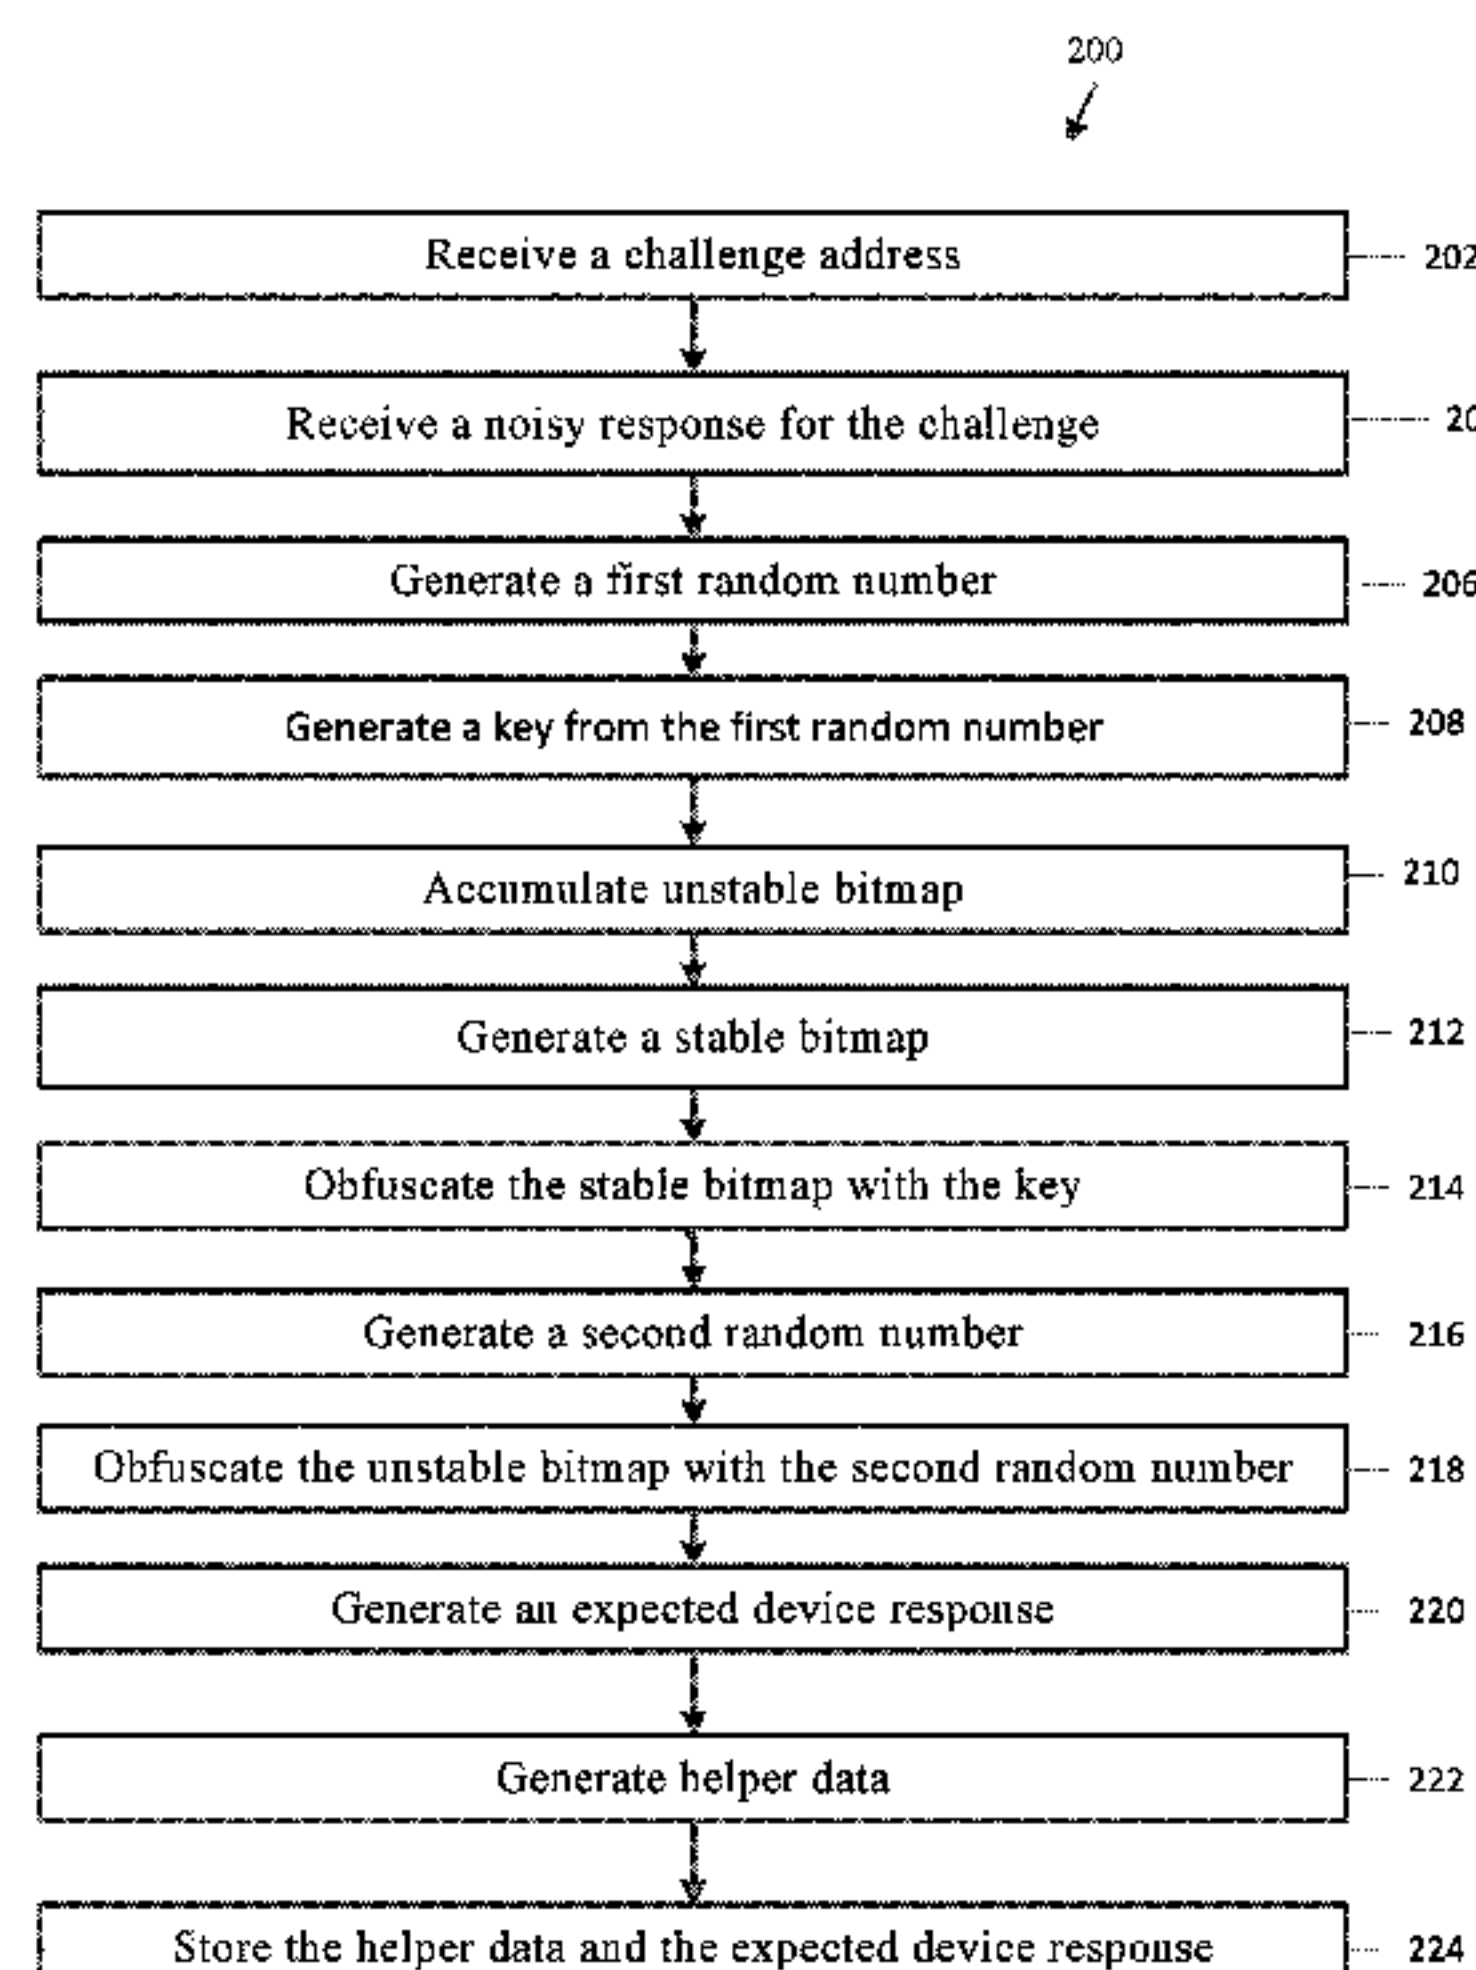 200
Receive a challenge address 202
Receive a noisy response for the challenge 20
Generate a first random number 206
Generate a key from the first random number 208
Accumulate unstable bitmap 210
Generate a stable bitmap 212
Obfuscate the stable bitmap with the key 214
Generate a second random number 216
Obfuscate the unstable bitmap with the second random number 218
Generate an expected device response 220
Generate helper data 222
Store the helper data and the expected device response 224